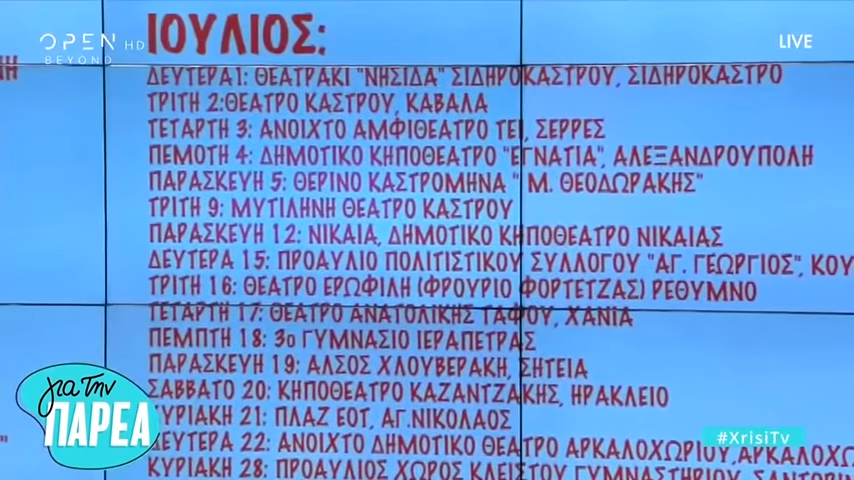 OPEN HD
BEYOND
LIVE
ΙΟΥΛΙΟΣ:
ΔΕΥΤΕΡΑ1: ΘΕΑΤΡΑΚΙ "ΝΗΣΙΔΑ" ΣΙΔΗΡΟΚΑΣΤΡΟΥ, ΣΙΔΗΡΟΚΑΣΤΡΟ
ΤΡΙΤΗ 2:ΘΕΑΤΡΟ ΚΑΣΤΡΟΥ, ΚΑΒΑΛΑ
ΤΕΤΑΡΤΗ 3: ΑΝΟΙΧΤΟ ΑΜΦΙΘΕΑΤΡΟ ΤΕΙ, ΣΕΡΡΕΣ
ΠΕΜΟΤΗ 4: ΔΗΜΟΤΙΚΟ ΚΗΠΟΘΕΑΤΡΟ "ΕΓΝΑΤΙΑ", ΑΛΕΞΑΝΔΡΟΥΠΟΛΗ
ΠΑΡΑΣΚΕΥΗ 5: ΘΕΡΙΝΟ ΚΑΣΤΡΟΜΗΝΑ " Μ. ΘΕΟΔΩΡΑΚΗΣ"
ΤΡΙΤΗ 9: ΜΥΤΙΛΗΝΗ ΘΕΑΤΡΟ ΚΑΣΤΡΟΥ
ΠΑΡΑΣΚΕΥΗ 12: ΝΙΚΑΙΑ, ΔΗΜΟΤΙΚΟ ΚΗΠΟΘΕΑΤΡΟ ΝΙΚΑΙΑΣ
ΔΕΥΤΕΡΑ 15: ΠΡΟΑΥΛΙΟ ΠΟΛΙΤΙΣΤΙΚΟΥ ΣΥΛΛΟΓΟΥ "ΑΓ. ΓΕΩΡΓΙΟΣ", ΚΟΥ
ΤΡΙΤΗ 16: ΘΕΑΤΡΟ ΕΡΩΦΙΛΗ (ΦΡΟΥΡΙΟ ΦΟΡΤΕΤΖΑΣ) ΡΕΘΥΜΝΟ
ΤΕΤΑΡΤΗ 17: ΘΕΑΤΡΟ ΑΝΑΤΟΛΙΚΗΣ ΤΑΦΡΟΥ, ΧΑΝΙΑ
ΠΕΜΠΤΗ 18: 3ο ΓΥΜΝΑΣΙΟ ΙΕΡΑΠΕΤΡΑΣ
ΠΑΡΑΣΚΕΥΗ 19: ΑΛΣΟΣ ΧΛΟΥΒΕΡΑΚΗ, ΣΗΤΕΙΑ
ΣΑΒΒΑΤΟ 20: ΚΗΠΟΘΕΑΤΡΟ ΚΑΖΑΝΤΖΑΚΗΣ, ΗΡΑΚΛΕΙΟ
ΚΥΡΙΑΚΗ 21: ΠΛΑΖ ΕΟΤ, ΑΓ.ΝΙΚΟΛΑΟΣ
ΔΕΥΤΕΡΑ 22: ΑΝΟΙΧΤΟ ΔΗΜΟΤΙΚΟ ΘΕΑΤΡΟ ΑΡΚΑΛΟΧΩΡΙΟΥ,ΑΡΚΑΛΟΧΩ
ΚΥΡΙΑΚΗ 28: ΠΡΟΑΥΛΙΟΣ ΧΩΡΟΣ ΚΛΕΙΣΤΟΥ ΓΥΜΝΑΣΤΗΡΙΟΥ, ΣΑΝΤΟΡΙΝ
για την
ΠΑΡΕΑ
#XrisiTv